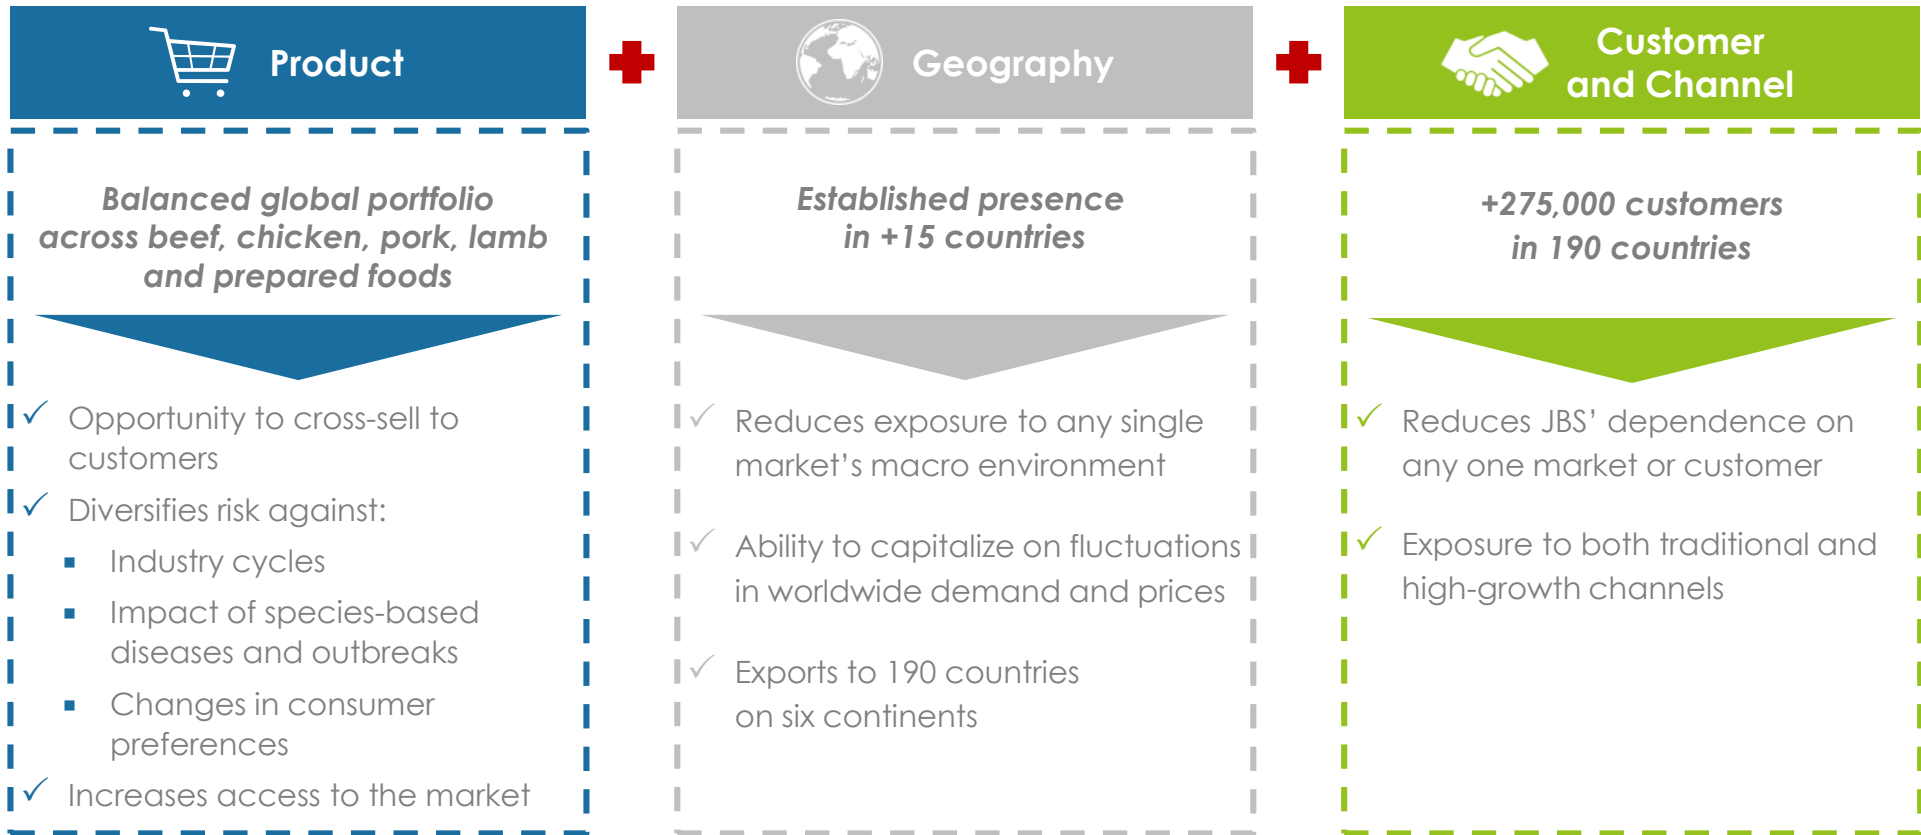 Product
Balanced global portfolio
across beef, chicken, pork, lamb
and prepared foods
✓ Opportunity to cross-sell to
customers
✓ Diversifies risk against:
▪ Industry cycles
▪ Impact of species-based
diseases and outbreaks
▪ Changes in consumer
preferences
✓ Increases access to the market
Geography
Established presence
in +15 countries
✓ Reduces exposure to any single
market’s macro environment
✓ Ability to capitalize on fluctuations
in worldwide demand and prices
✓ Exports to 190 countries
on six continents
Customer
and Channel
+275,000 customers
in 190 countries
✓ Reduces JBS’ dependence on
any one market or customer
✓ Exposure to both traditional and
high-growth channels